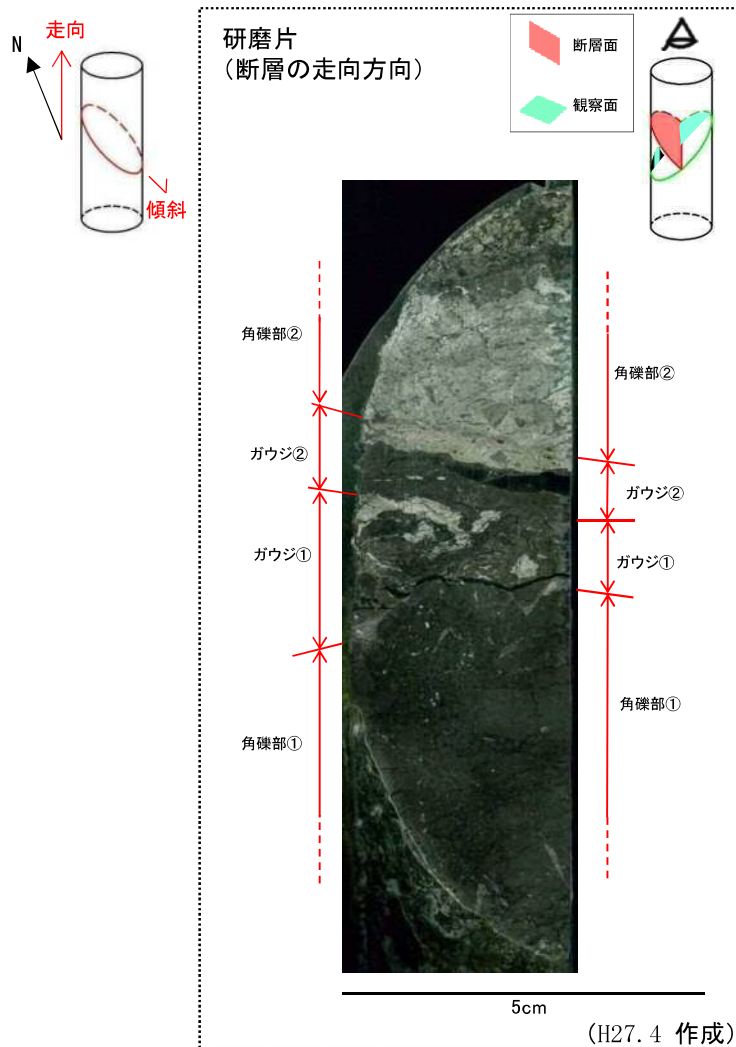 N
走向
傾斜
研磨片
(断層の走向方向)
断層面
観察面
角礫部②
ガウジ②
ガウジ①
角礫部①
角礫部②
ガウジ②
ガウジ①
角礫部①
5cm
(H27.4 作成)